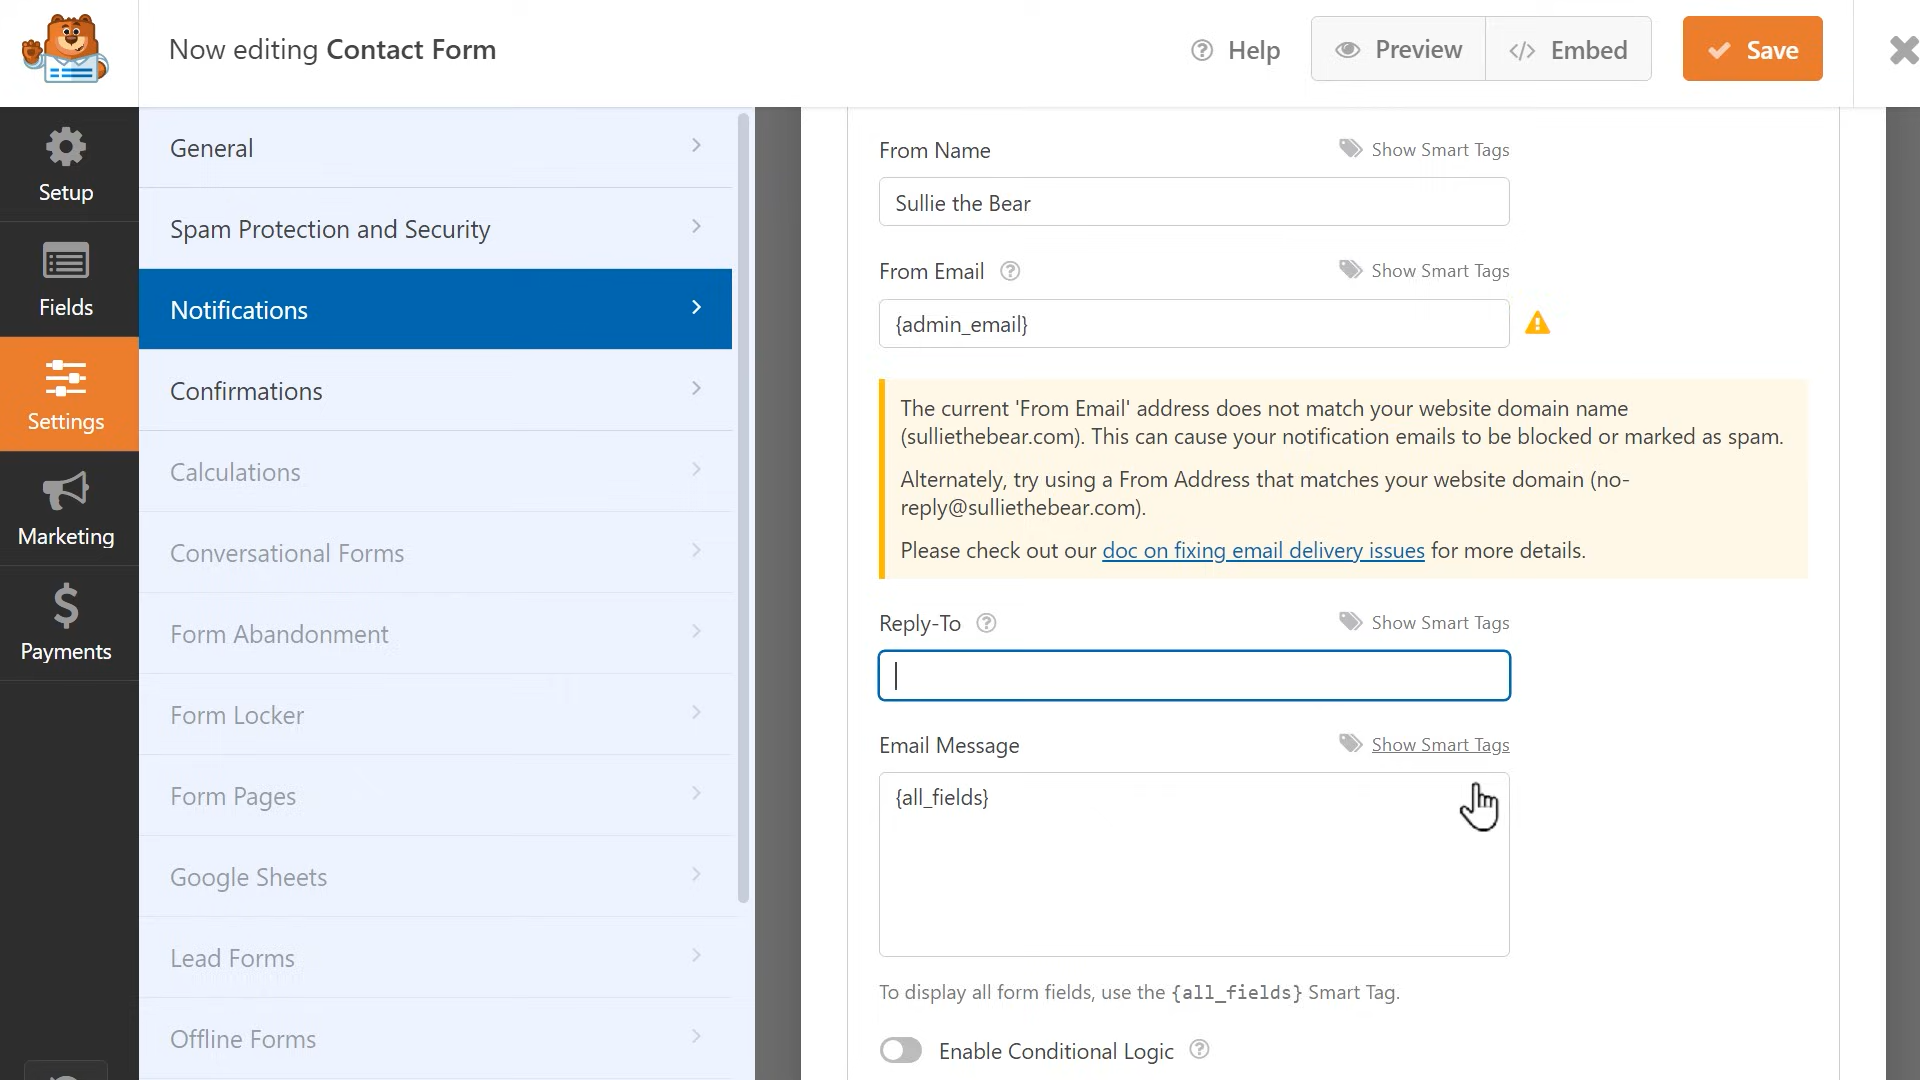 Now editing Contact Form
Help
Preview
Embed
Save
Setup
Fields
Settings
Marketing
Payments
General
Spam Protection and Security
Notifications
Confirmations
Calculations
Conversational Forms
Form Abandonment
Form Locker
Form Pages
Google Sheets
Lead Forms
Offline Forms
From Name
Show Smart Tags
Sullie the Bear
From Email
Show Smart Tags
{admin_email}
The current 'From Email' address does not match your website domain name
(sulliethebear.com). This can cause your notification emails to be blocked or marked as spam.
Alternately, try using a From Address that matches your website domain (no-
reply@sulliethebear.com).
Please check out our doc on fixing email delivery issues for more details.
Reply-To
Show Smart Tags
Email Message
Show Smart Tags
{all_fields}
To display all form fields, use the {all_fields} Smart Tag.
Enable Conditional Logic